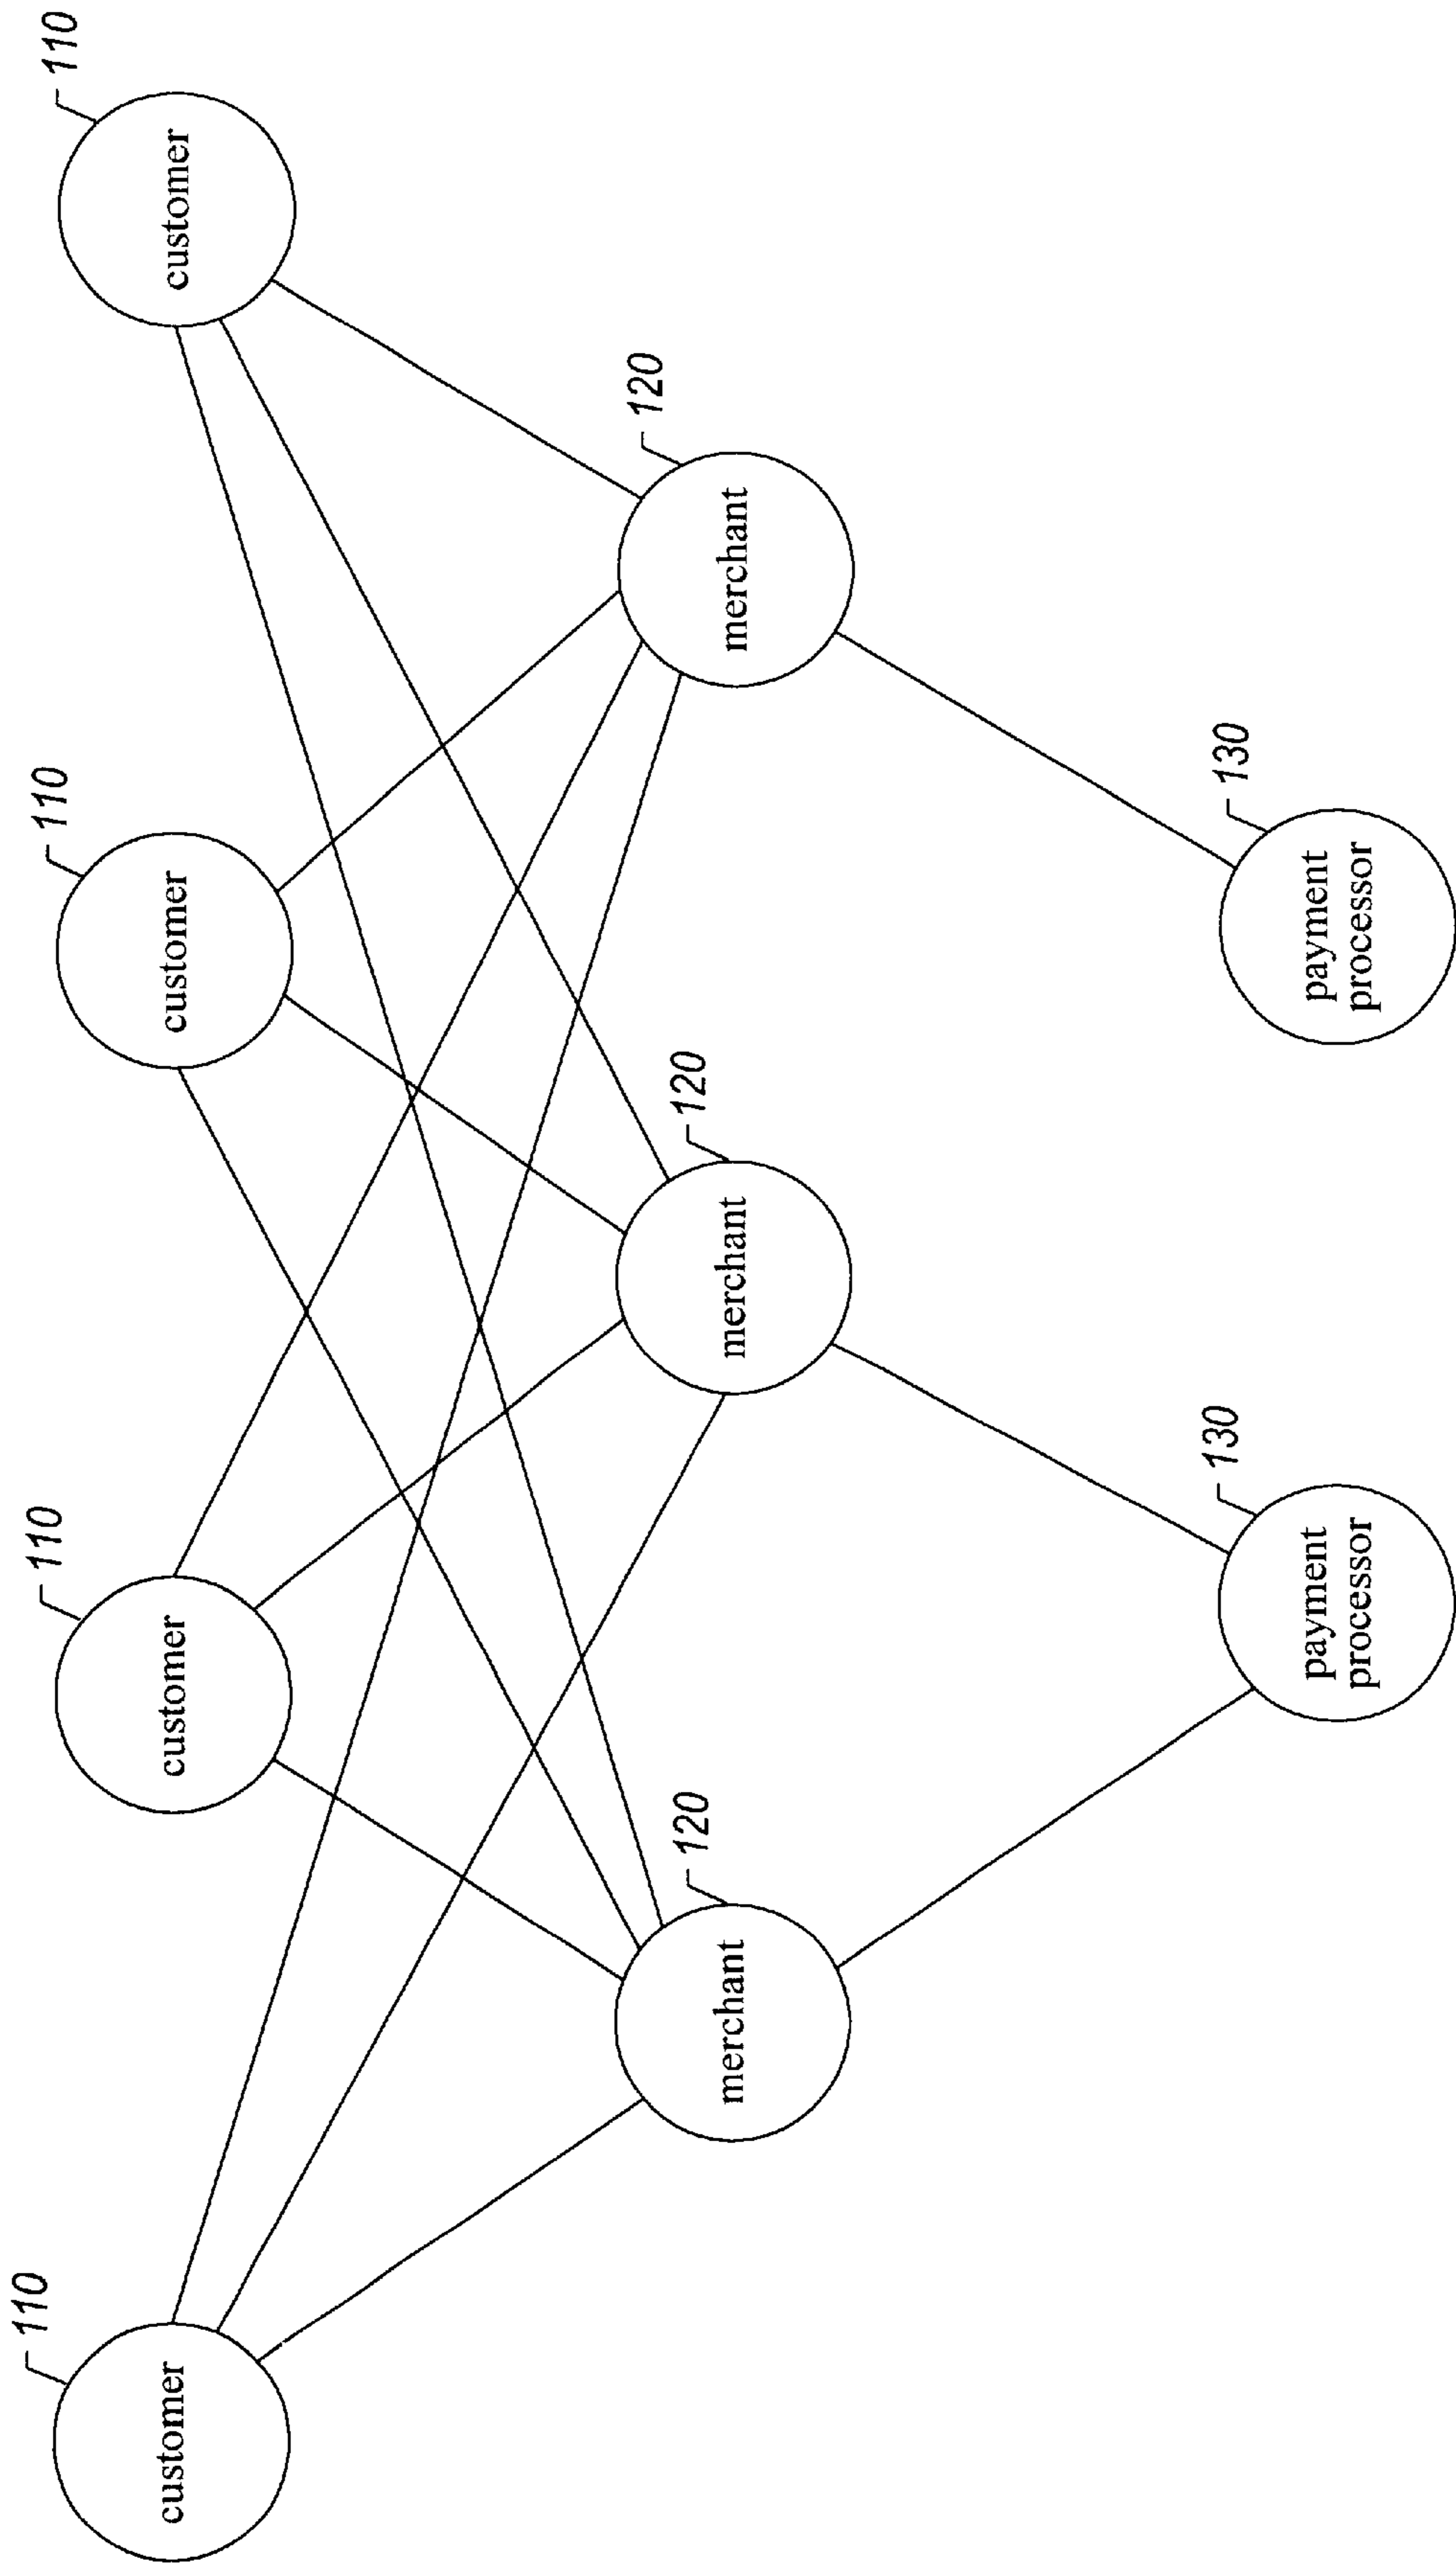 110
110
110
110
customer
customer
customer
customer
120
120
120
merchant
merchant
merchant
130
130
payment
processor
payment
processor